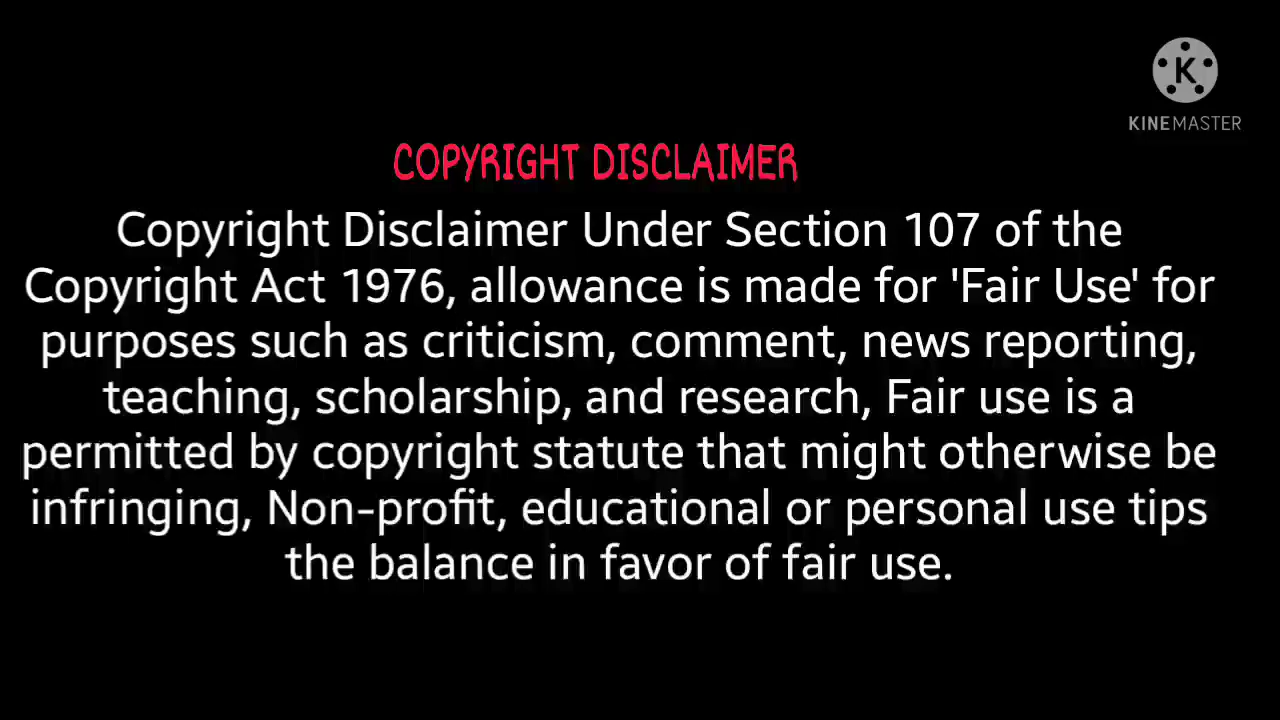 K
KINEMASTER
COPYRIGHT DISCLAIMER
Copyright Disclaimer Under Section 107 of the
Copyright Act 1976, allowance is made for 'Fair Use' for
purposes such as criticism, comment, news reporting,
teaching, scholarship, and research, Fair use is a
permitted by copyright statute that might otherwise be
infringing, Non-profit, educational or personal use tips
the balance in favor of fair use.